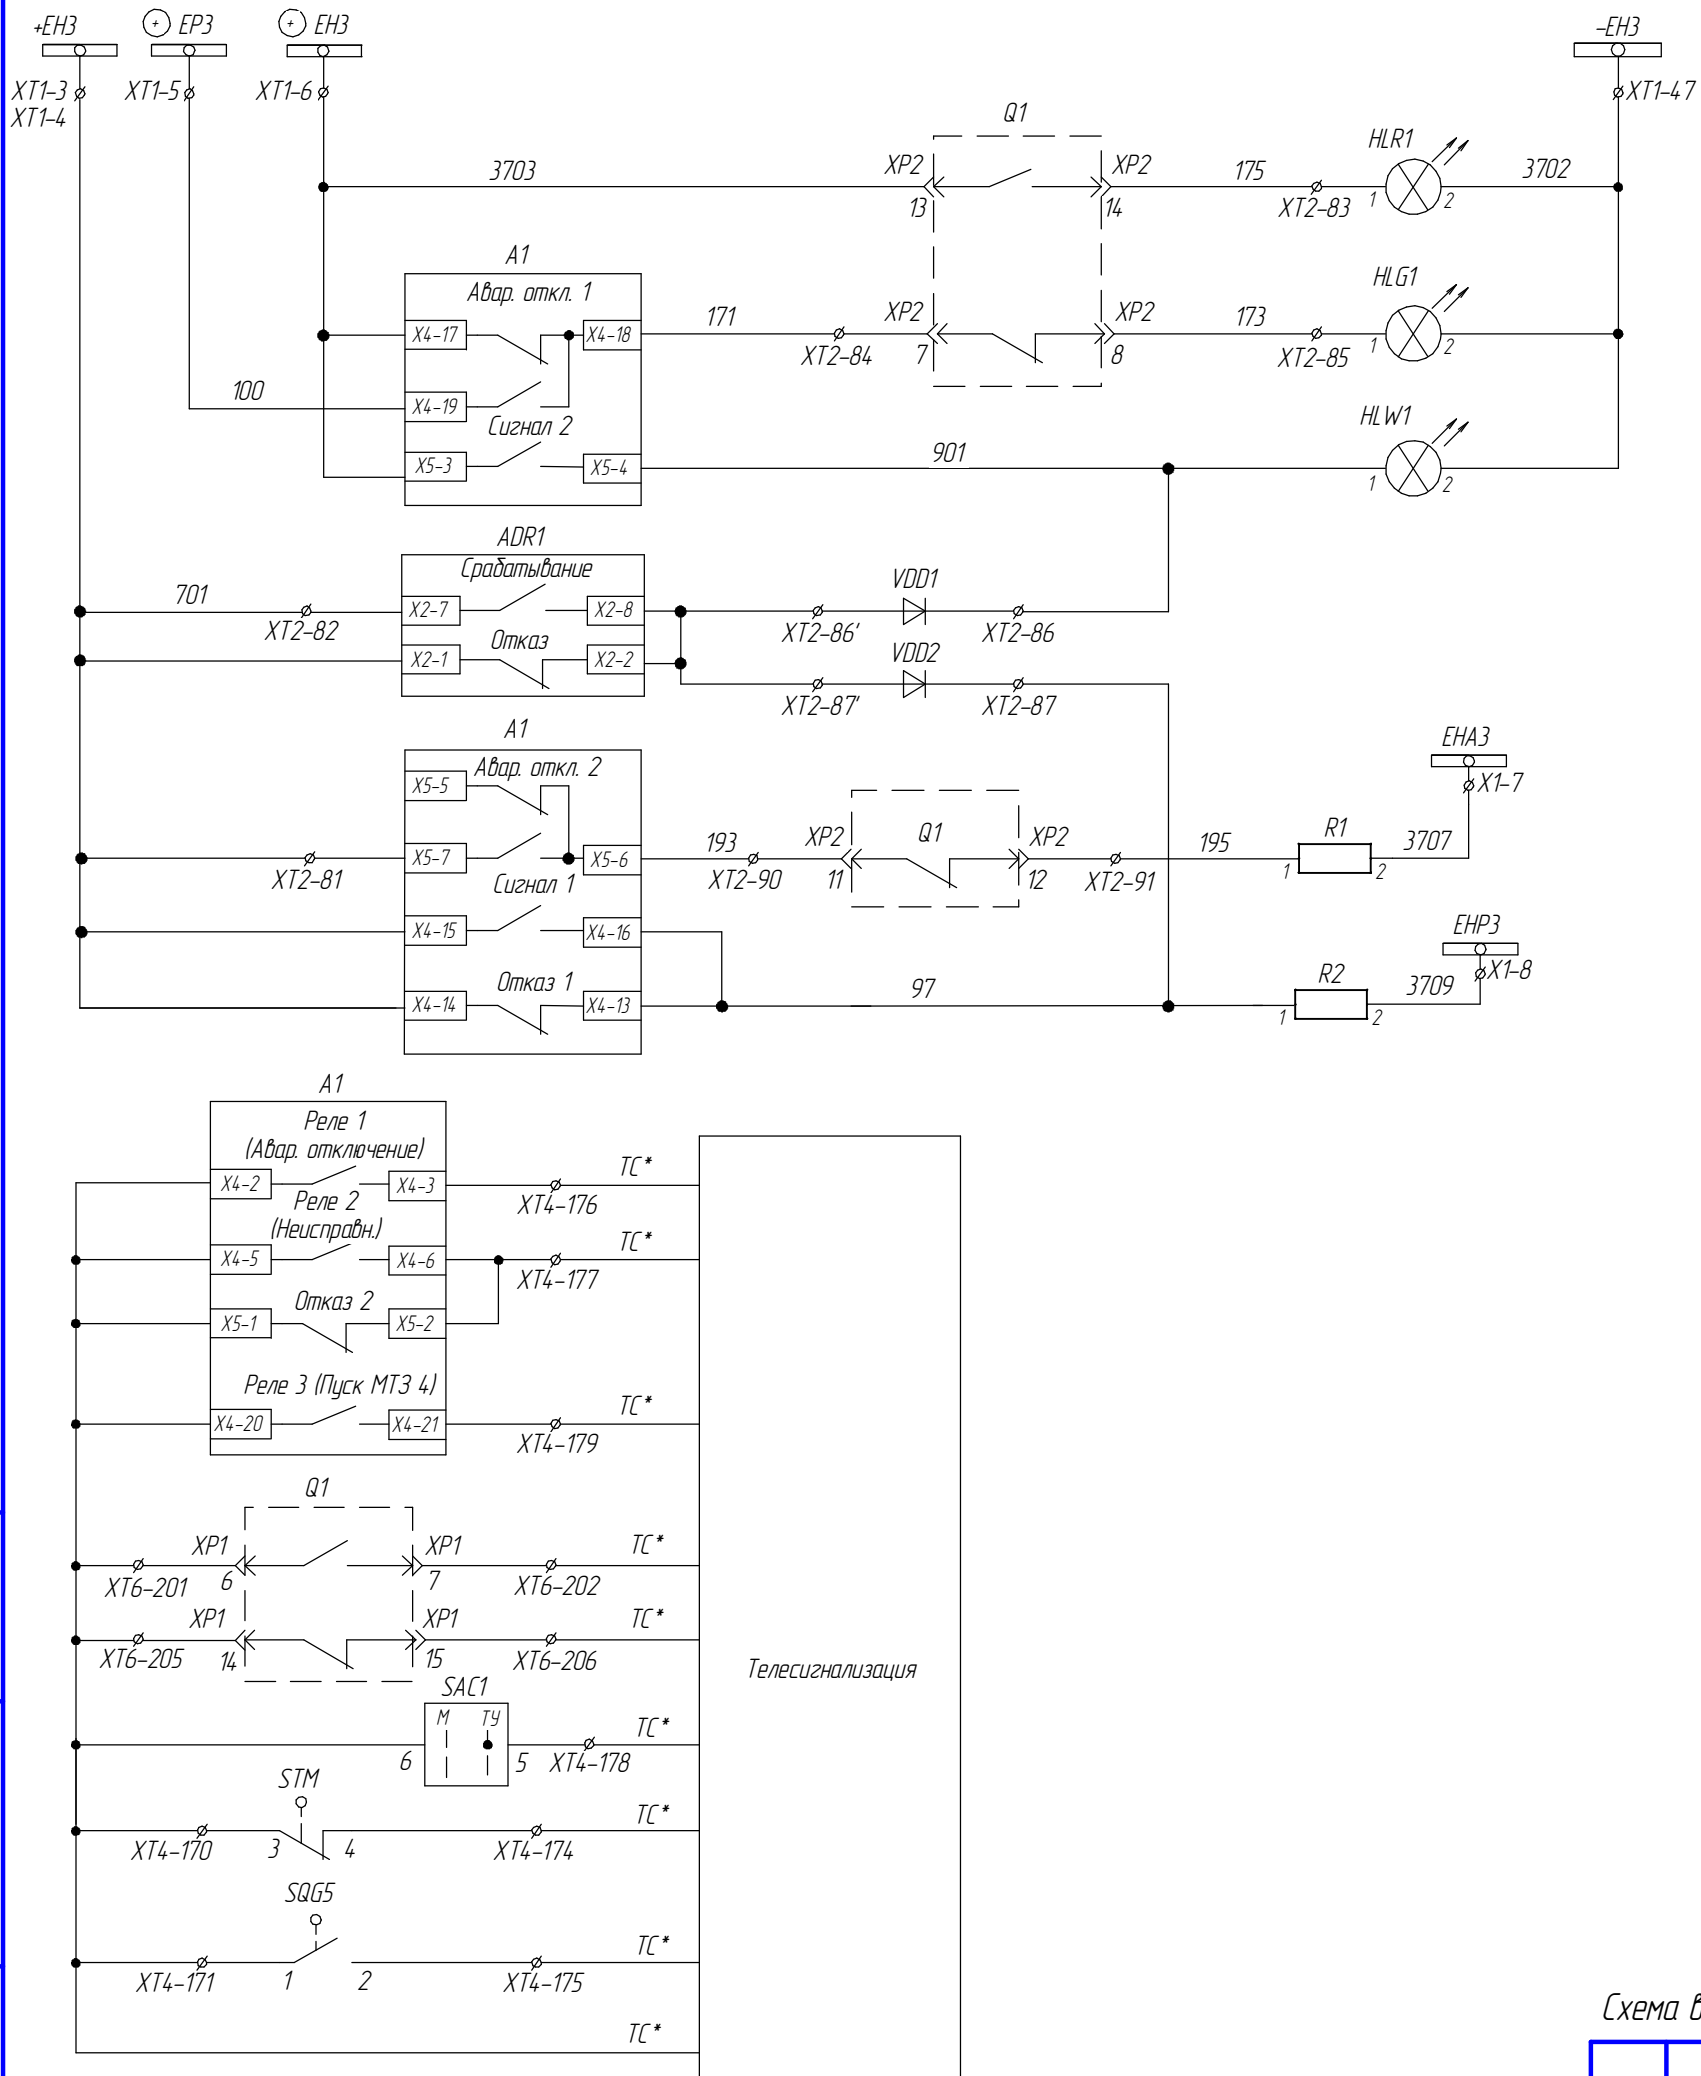 +EH3
+ EP3
+ EH3
-EH3
XT1-3
XT1-4
XT1-5
XT1-6
XT1-47
Q1
HLR1
3703
XP2
XP2
175
3702
13
14
XT2-83
1
2
A1
Авар. откл. 1
HLG1
X4-17
X4-18
171
XP2
XP2
173
XT2-84
7
8
XT2-85
1
2
100
X4-19
Сигнал 2
HLW1
X5-3
X5-4
901
1
2
ADR1
Срабатывание
701
X2-7
X2-8
VDD1
XT2-82
XT2-86'
XT2-86
Отказ
X2-1
X2-2
VDD2
XT2-87'
XT2-87
A1
Авар. откл. 2
EHA3
X5-5
X1-7
Q1
R1
193
XP2
XP2
195
3707
X5-7
X5-6
XT2-81
XT2-90
11
12
XT2-91
1
2
Сигнал 1
X4-15
X4-16
EHP3
X1-8
Отказ 1
R2
97
3709
X4-14
X4-13
1
2
A1
Реле 1
(Авар. отключение)
ТС*
X4-2
X4-3
XT4-176
Реле 2
(Неисправн.)
ТС*
X4-5
X4-6
XT4-177
Отказ 2
X5-1
X5-2
Реле 3 (Пуск МТЗ 4)
ТС*
X4-20
X4-21
XT4-179
Q1
XP1
XP1
ТС*
XT6-201
6
7
XT6-202
XP1
XP1
ТС*
XT6-205
14
15
XT6-206
Телесигнализация
SAC1
М ТУ
ТС*
6
5
XT4-178
STM
ТС*
XT4-170
3
4
XT4-174
SQG5
ТС*
XT4-171
1
2
XT4-175
ТС*
Схема в